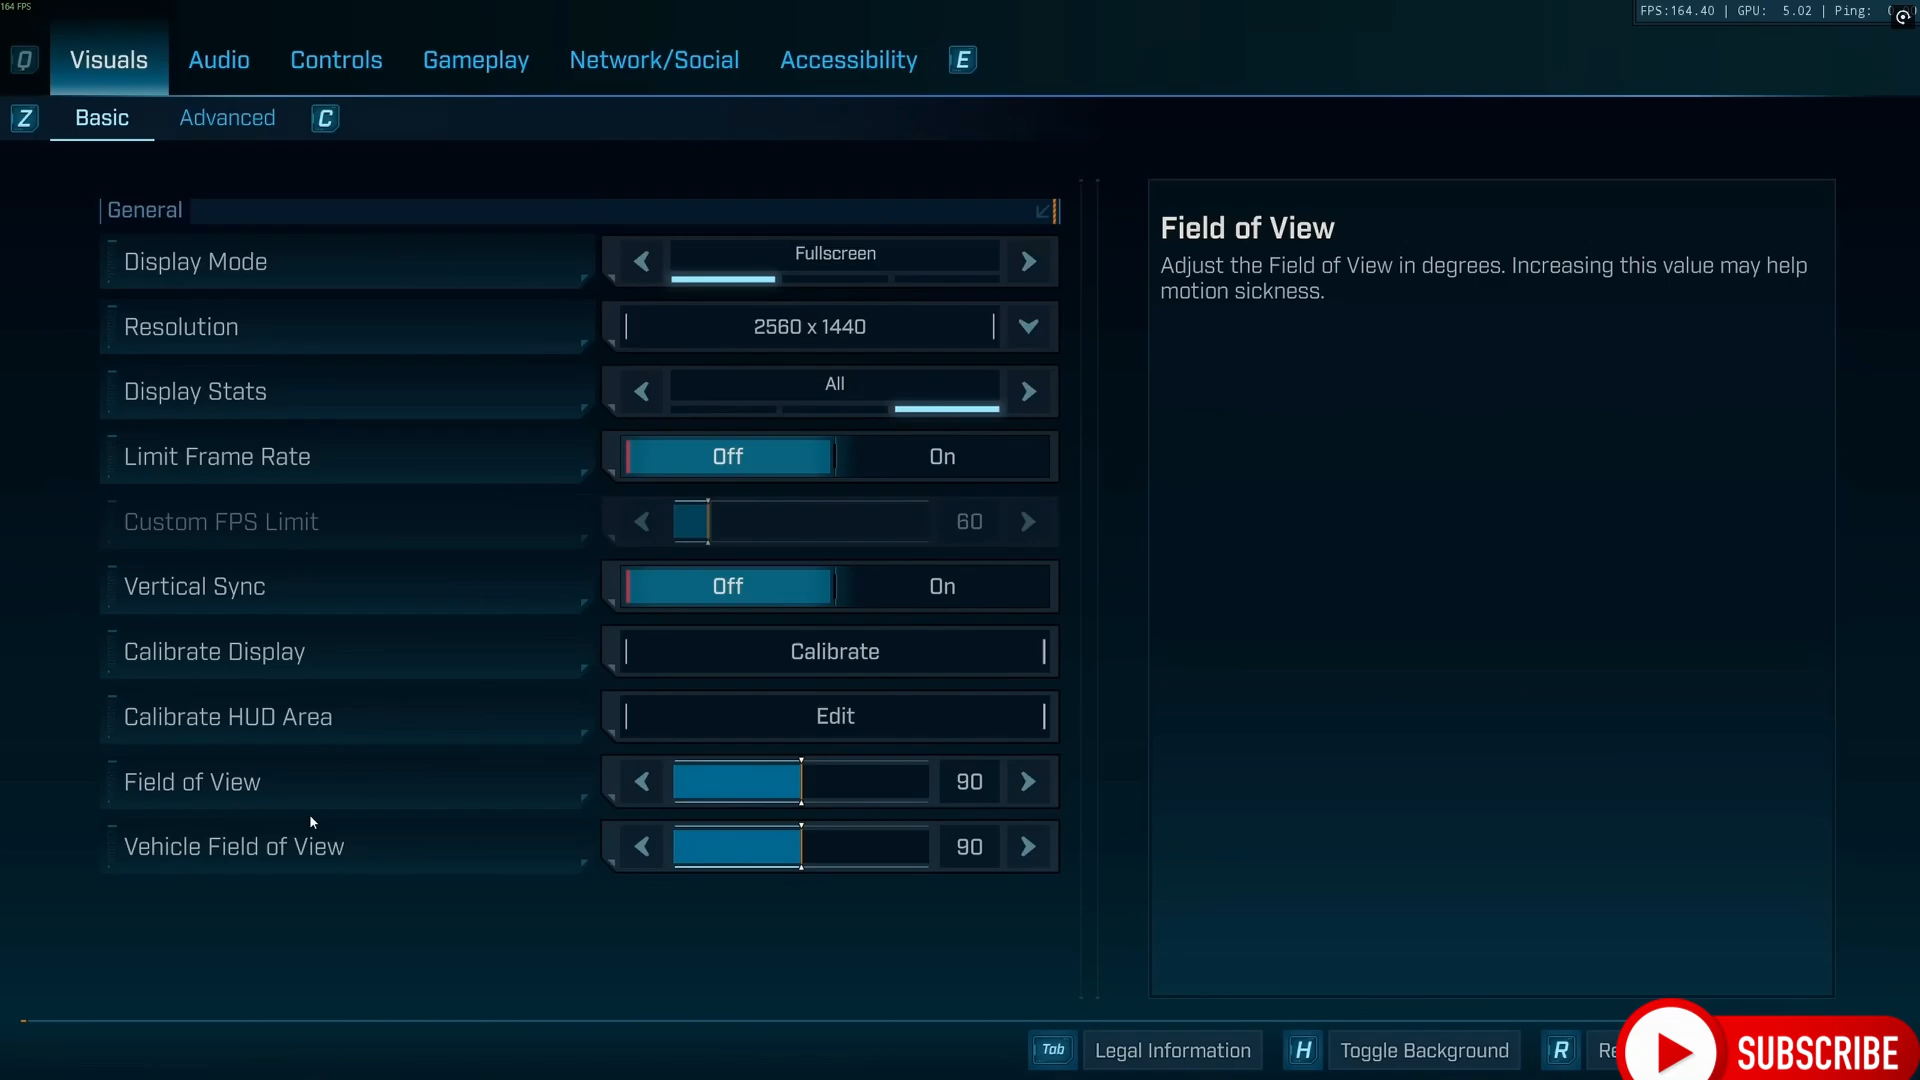 164 FPS
FPS:164.40 | GPU: 5.02 | Ping:
Q Visuals Audio Controls Gameplay Network/Social Accessibility E
Z Basic Advanced C
General
Display Mode Fullscreen
Resolution 2560 x 1440
Display Stats All
Limit Frame Rate Off On
Custom FPS Limit 60
Vertical Sync Off On
Calibrate Display Calibrate
Calibrate HUD Area Edit
Field of View 90
Vehicle Field of View 90
Field of View
Adjust the Field of View in degrees. Increasing this value may help
motion sickness.
Tab Legal Information H Toggle Background R
SUBSCRIBE